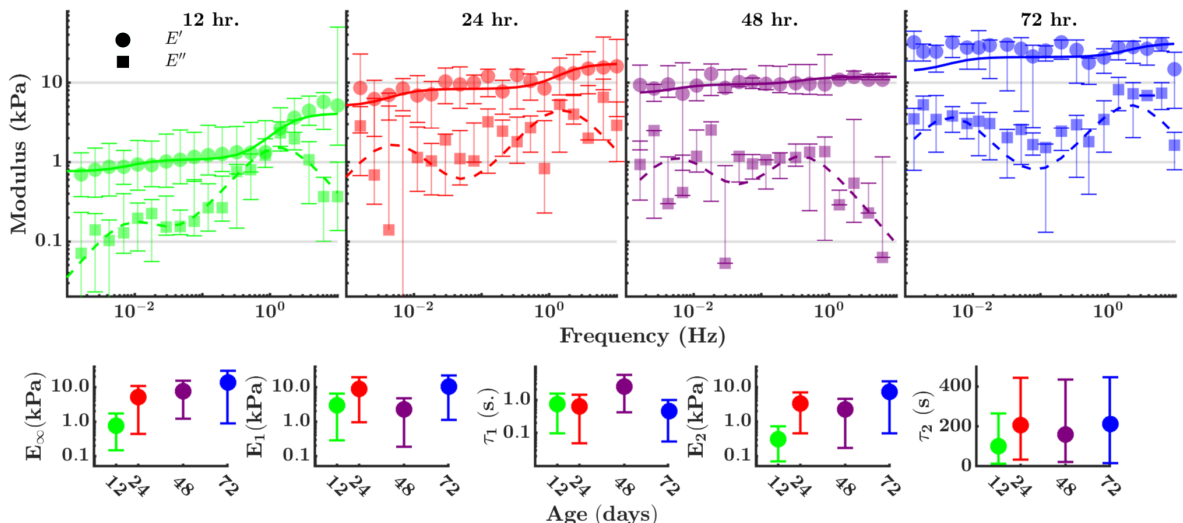 12 hr. 24 hr. 48 hr. 72 hr.
E′
E″
Modulus (kPa)
10
1
0.1
10⁻² 10⁰ 10⁻² 10⁰ 10⁻² 10⁰ 10⁻² 10⁰
Frequency (Hz)
E∞(kPa) 10.0 1.0 0.1
E₁(kPa) 10.0 1.0 0.1
τ₁ (s.) 1.0 0.1
E₂(kPa) 10.0 1.0 0.1
τ₂ (s) 400 200 0
12 24 48 72 12 24 48 72 12 24 48 72 12 24 48 72 12 24 48 72
Age (days)